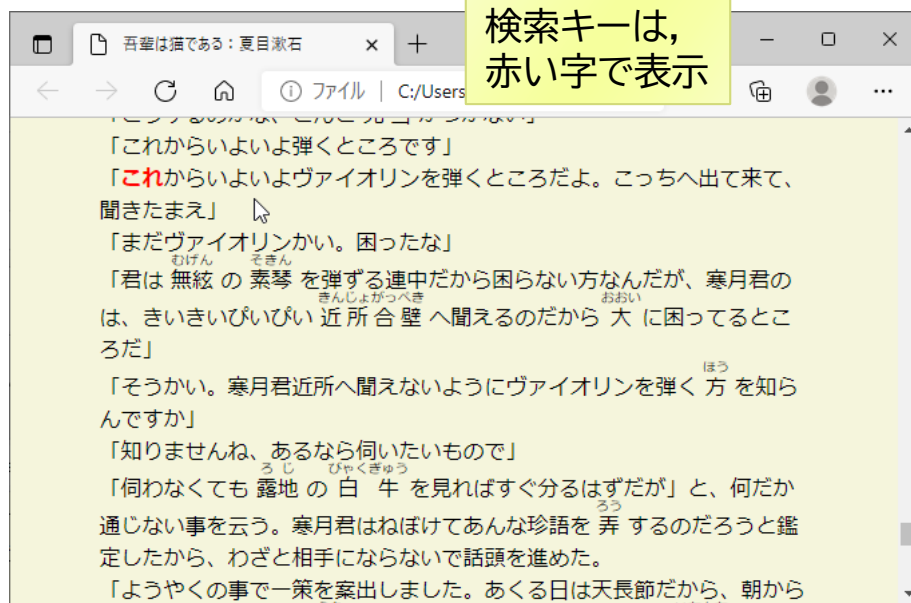 検索キーは，
赤い字で表示
吾輩は猫である：夏目漱石
ファイル | C:/Users
「これからいよいよ弾くところです」
「これからいよいよヴァイオリンを弾くところだよ。こっちへ出て来て、
聞きたまえ」
「まだヴァイオリンかい。困ったな」
むげん そきん
「君は 無絃 の 素琴 を弾ずる連中だから困らない方なんだが、寒月君の
きんじょがっぺき おおい
は、きいきいぴいぴい 近所合壁 へ聞えるのだから 大 に困ってるとこ
ろだ」
ほう
「そうかい。寒月君近所へ聞えないようにヴァイオリンを弾く 方 を知ら
んですか」
「知りませんね、あるなら伺いたいもので」
ろじ びゃくぎゅう
「伺わなくても 露地 の 白牛 を見ればすぐ分るはずだが」と、何だか
ろう
通じない事を云う。寒月君はねぼけてあんな珍語を 弄 するのだろうと鑑
定したから、わざと相手にならないで話頭を進めた。
「ようやくの事で一策を案出しました。あくる日は天長節だから、朝から